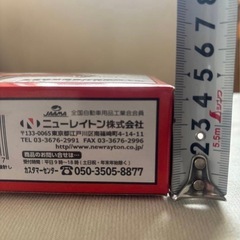 JAAMA 全国自動車用品工業会会員
ニューレイトン株式会社
〒133-0065 東京都江戸川区南篠崎町4-14-11
TEL 03-3676-2991 FAX 03-3676-2996
URL http://www.newrayton.co.jp/
商品のお問い合せは…
受付時間：平日9時～18時(土日祝・年末年始除く)
カスタマーセンター ☎ 050-3505-8877
2
3
4
5
6
7
8
5.5m